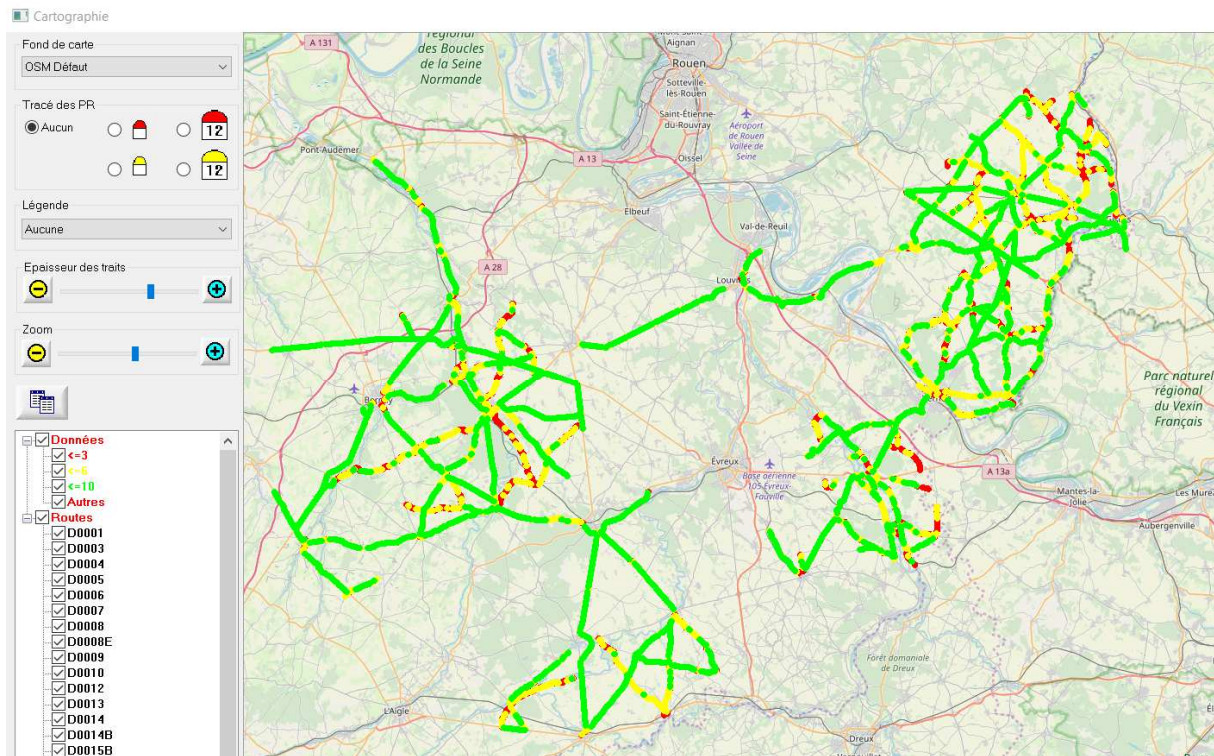 Cartographie
Fond de carte
OSM Défaut
Tracé des PR
Aucun
12
12
Légende
Aucune
Epaisseur des traits
Zoom
Données
<=3
<=6
<=10
Autres
Routes
D0001
D0003
D0004
D0005
D0006
D0007
D0008
D0008E
D0009
D0010
D0012
D0013
D0014
D0014B
D0015B
A 131
régional
des Boucles
de la Seine
Normande
Mont-Saint-
Aignan
Rouen
Sotteville-
lès-Rouen
Saint-Étienne-
du-Rouvray
Aéroport
de Rouen
Vallée de
Seine
Pont-Audemer
A 13
Oissel
Elbeuf
Val-de-Reuil
A 28
Louviers
Parc naturel
régional
du Vexin
Français
Évreux
Base aérienne
105 Évreux-
Fauville
A 13a
Mantes-la-
Jolie
Les Murea
Aubergenville
Forêt domaniale
de Dreux
L'Aigle
Dreux